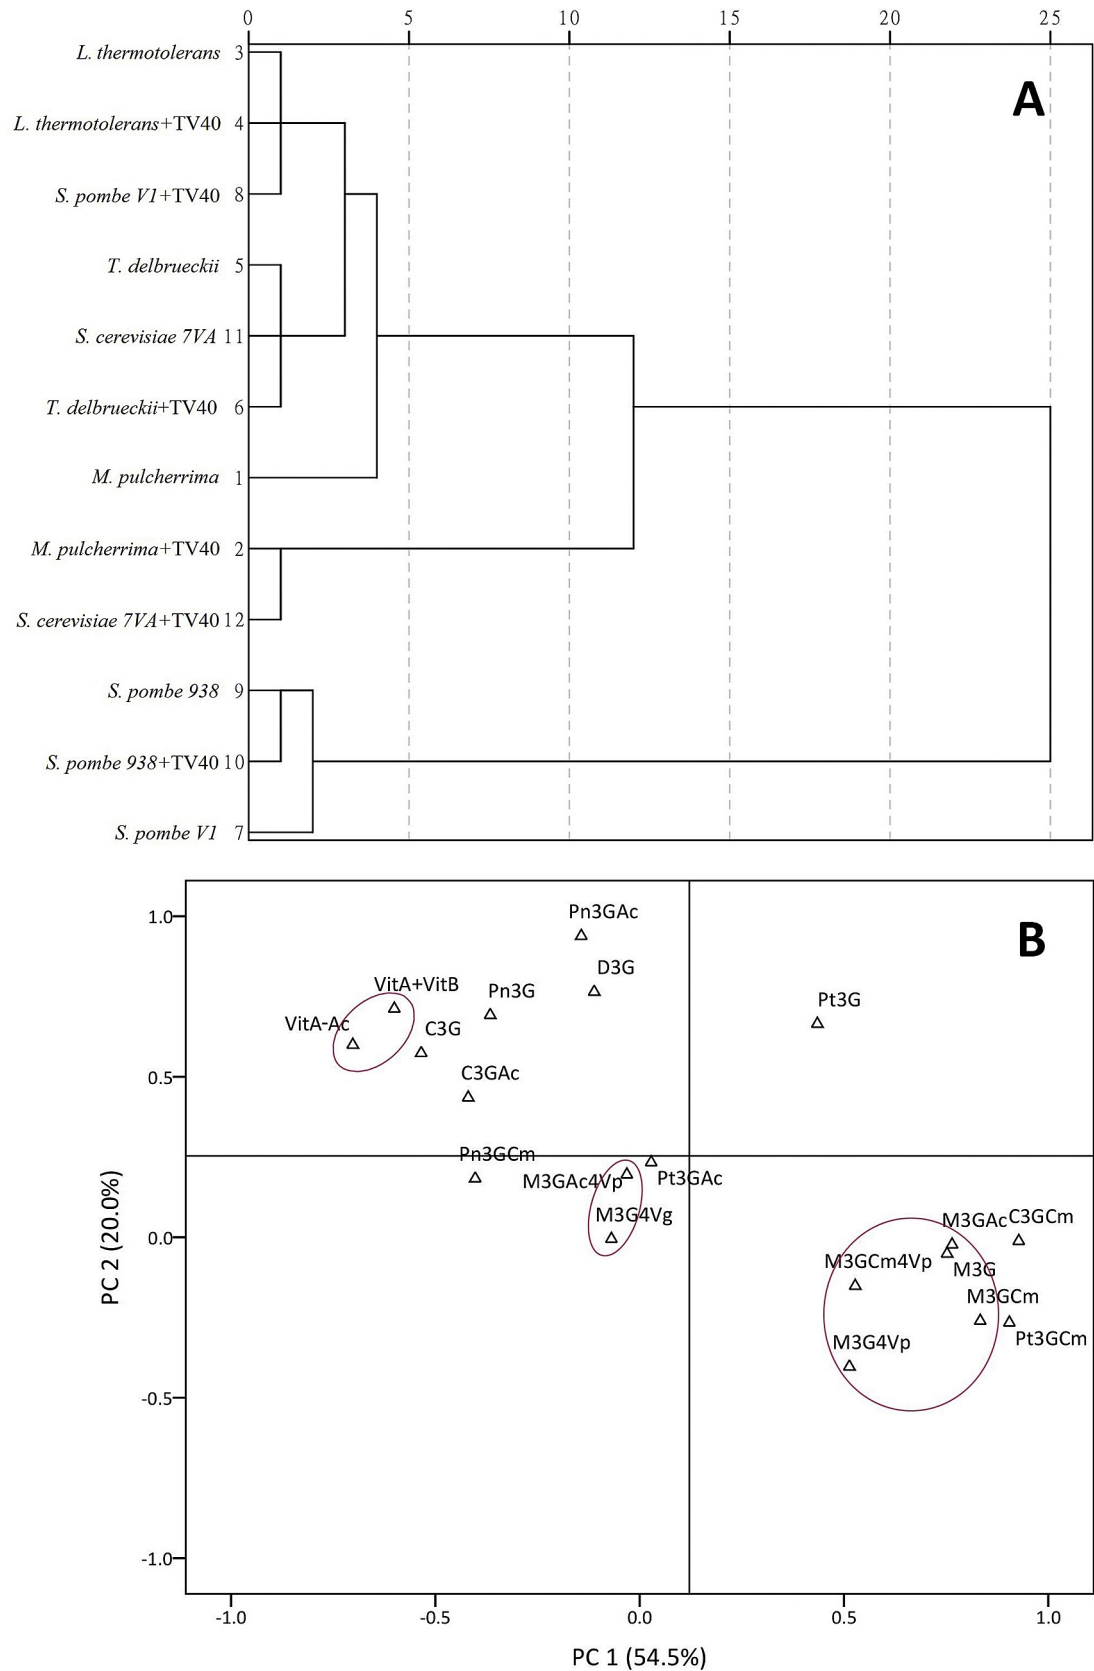 0 5 10 15 20 25
A
L. thermotolerans 3
L. thermotolerans+TV40 4
S. pombe V1+TV40 8
T. delbrueckii 5
S. cerevisiae 7VA 11
T. delbrueckii+TV40 6
M. pulcherrima 1
M. pulcherrima+TV40 2
S. cerevisiae 7VA+TV40 12
S. pombe 938 9
S. pombe 938+TV40 10
S. pombe V1 7
B
Pn3GAc
1.0
D3G
VitA+VitB
Pn3G
Pt3G
VitA-Ac
C3G
C3GAc
0.5
Pn3GCm
M3GAc4Vp
Pt3GAc
M3G4Vg
M3GAc
C3GCm
0.0
M3GCm4Vp
M3G
M3GCm
Pt3GCm
M3G4Vp
-0.5
-1.0
PC 2 (20.0%)
-1.0 -0.5 0.0 0.5 1.0
PC 1 (54.5%)